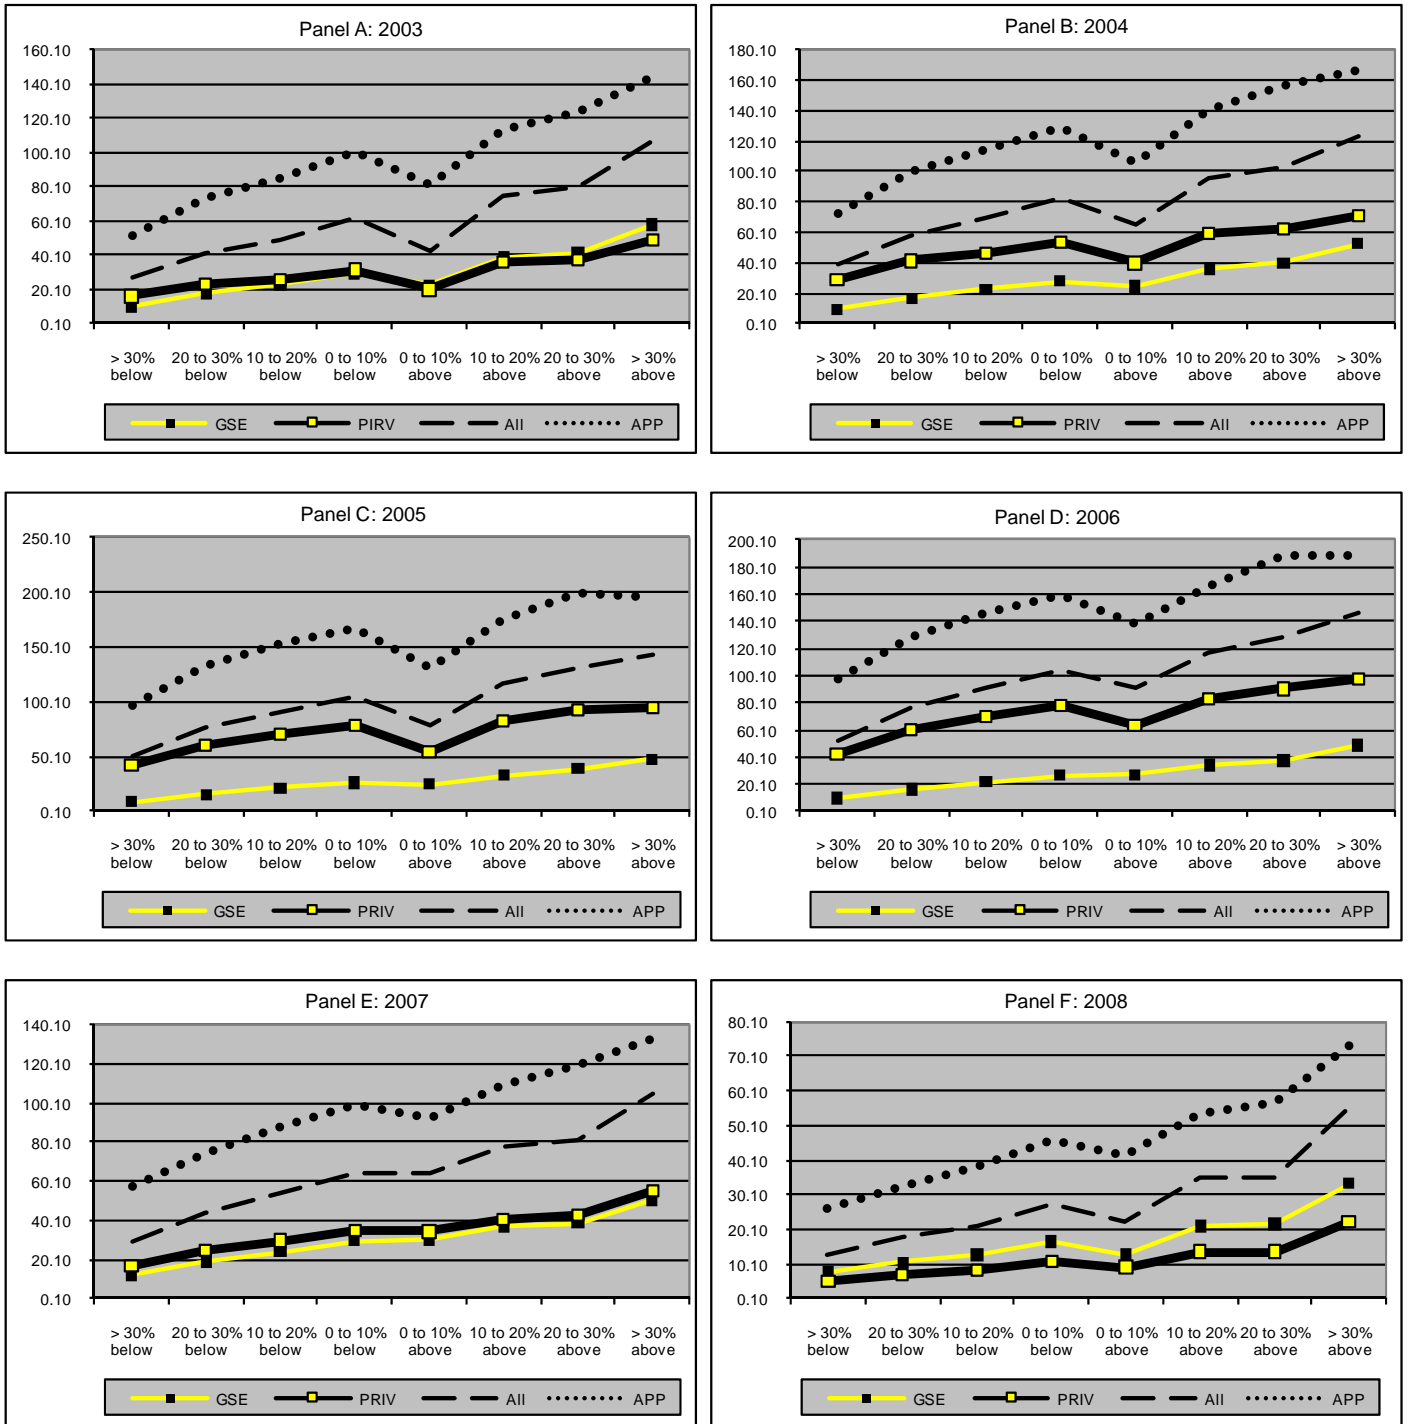 Panel A: 2003
160.10
140.10
120.10
100.10
80.10
60.10
40.10
20.10
0.10
> 30% 20 to 30% 10 to 20% 0 to 10% 0 to 10% 10 to 20% 20 to 30% > 30%
below below below below above above above above
GSE PIRV All APP
Panel B: 2004
180.10
160.10
140.10
120.10
100.10
80.10
60.10
40.10
20.10
0.10
> 30% 20 to 30% 10 to 20% 0 to 10% 0 to 10% 10 to 20% 20 to 30% > 30%
below below below below above above above above
GSE PRIV All APP
Panel C: 2005
250.10
200.10
150.10
100.10
50.10
0.10
> 30% 20 to 30% 10 to 20% 0 to 10% 0 to 10% 10 to 20% 20 to 30% > 30%
below below below below above above above above
GSE PRIV All APP
Panel D: 2006
200.10
180.10
160.10
140.10
120.10
100.10
80.10
60.10
40.10
20.10
0.10
> 30% 20 to 30% 10 to 20% 0 to 10% 0 to 10% 10 to 20% 20 to 30% > 30%
below below below below above above above above
GSE PRIV All APP
Panel E: 2007
140.10
120.10
100.10
80.10
60.10
40.10
20.10
0.10
> 30% 20 to 30% 10 to 20% 0 to 10% 0 to 10% 10 to 20% 20 to 30% > 30%
below below below below above above above above
GSE PRIV All APP
Panel F: 2008
80.10
70.10
60.10
50.10
40.10
30.10
20.10
10.10
0.10
> 30% 20 to 30% 10 to 20% 0 to 10% 0 to 10% 10 to 20% 20 to 30% > 30%
below below below below above above above above
GSE PRIV All APP